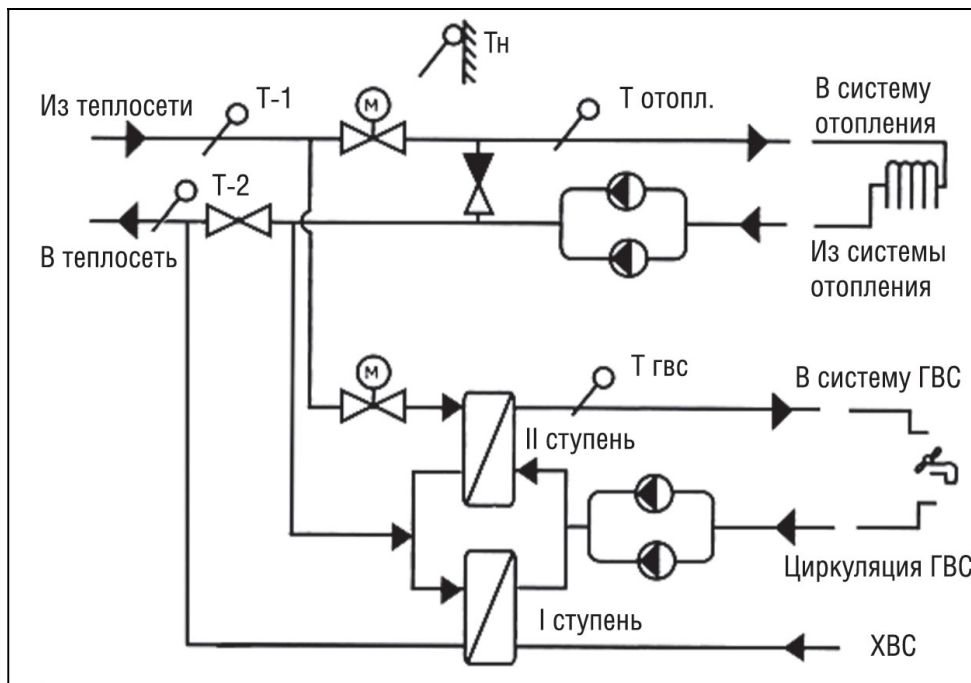 Тн
Из теплосети
Т-1
М
Т отопл.
В систему
отопления
Т-2
В теплосеть
Из системы
отопления
М
Т гвс
В систему ГВС
II ступень
Циркуляция ГВС
I ступень
ХВС